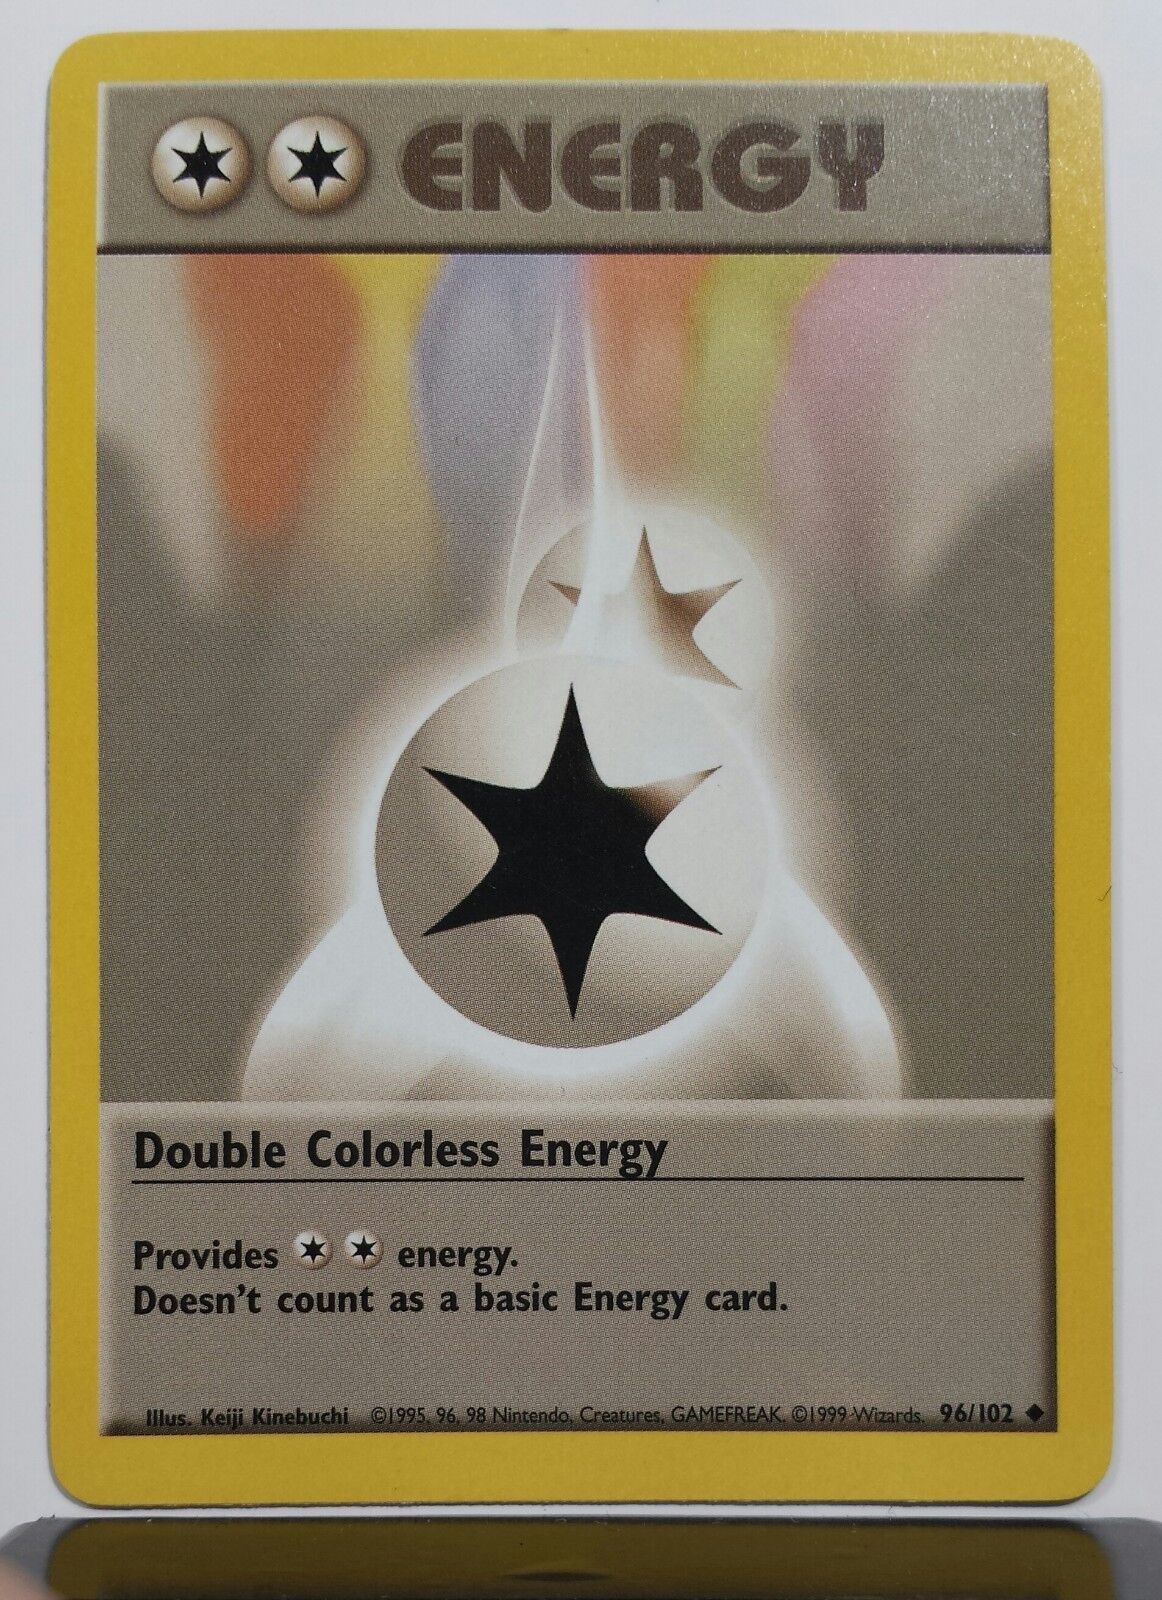 ENERGY
Double Colorless Energy
Provides energy.
Doesn't count as a basic Energy card.
Illus. Keiji Kinebuchi ©1995, 96, 98 Nintendo, Creatures, GAMEFREAK. ©1999 Wizards. 96/102 ◆